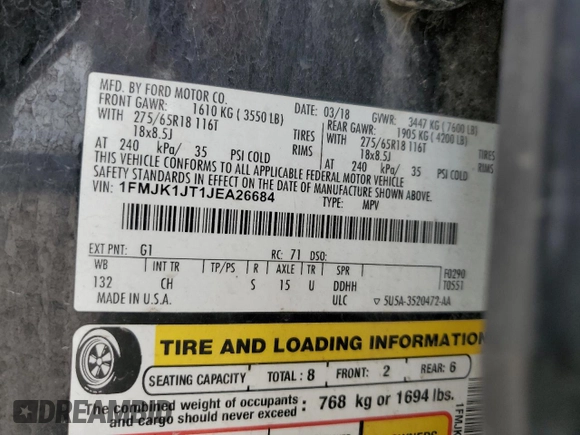 MFD. BY FORD MOTOR CO.
DATE: 03/18 GVWR: 3447 KG (7600 LB)
FRONT GAWR: 1610 KG (3550 LB) REAR GAWR: 1905 KG (4200 LB)
WITH 275/65R18 116T TIRES WITH 275/65R18 116T TIRES
18x8.5J RIMS 18x8.5J RIMS
AT 240 kPa/ 35 PSI COLD AT 240 kPa/ 35 PSI COLD
THIS VEHICLE CONFORMS TO ALL APPLICABLE FEDERAL MOTOR VEHICLE
SAFETY STANDARDS IN EFFECT ON THE DATE OF MANUFACTURE SHOWN ABOVE.
VIN: 1FMJK1JT1JEA26684 TYPE: MPV
EXT PNT: G1 RC: 71 DSO: F0290
WB INT TR TP/PS R AXLE TR SPR T0551
132 CH S 15 U DDHH
MADE IN U.S.A. ULC ▽ 5U5A-3520472-AA
TIRE AND LOADING INFORMATION
SEATING CAPACITY TOTAL: 8 FRONT: 2 REAR: 6
The combined weight of occupants and cargo should never exceed : 768 kg or 1694 lbs.
DREAMBID